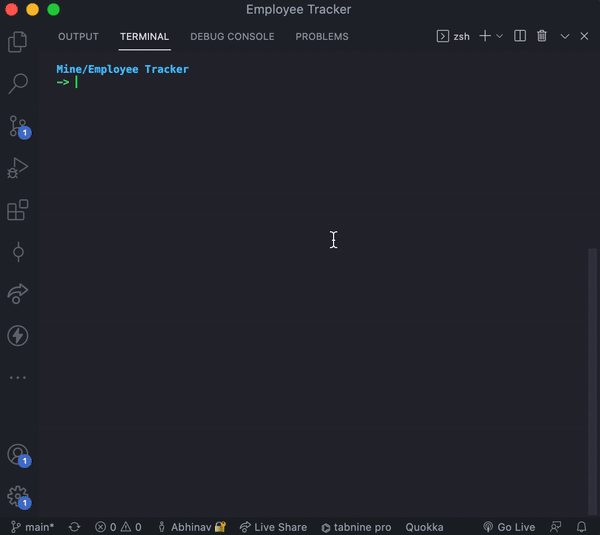 Employee Tracker
OUTPUT TERMINAL DEBUG CONSOLE PROBLEMS zsh
Mine/Employee Tracker
->
1
1
1
main* 0 0 Abhinav🔐 Live Share tabnine pro Quokka Go Live